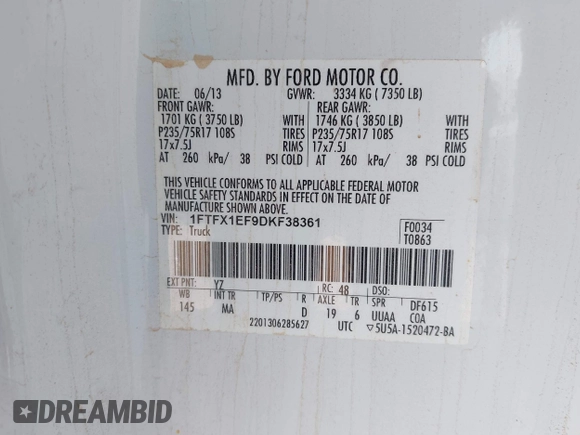 MFD. BY FORD MOTOR CO.
DATE: 06/13 GVWR: 3334 KG ( 7350 LB)
FRONT GAWR: REAR GAWR:
1701 KG ( 3750 LB) WITH 1746 KG ( 3850 LB) WITH
P235/75R17 108S TIRES P235/75R17 108S TIRES
17x7.5J RIMS 17x7.5J RIMS
AT 260 kPa/ 38 PSI COLD AT 260 kPa/ 38 PSI COLD
THIS VEHICLE CONFORMS TO ALL APPLICABLE FEDERAL MOTOR
VEHICLE SAFETY STANDARDS IN EFFECT ON THE DATE OF
MANUFACTURE SHOWN ABOVE.
VIN: 1FTFX1EF9DKF38361 F0034
TYPE: Truck T0863
EXT PNT: YZ RC: 48 DSO:
WB INT TR TP/PS R AXLE TR SPR DF615
145 MA D 19 6 UUAA COA
2201306285627 UTC ▽5U5A-1520472-BA
DREAMBID